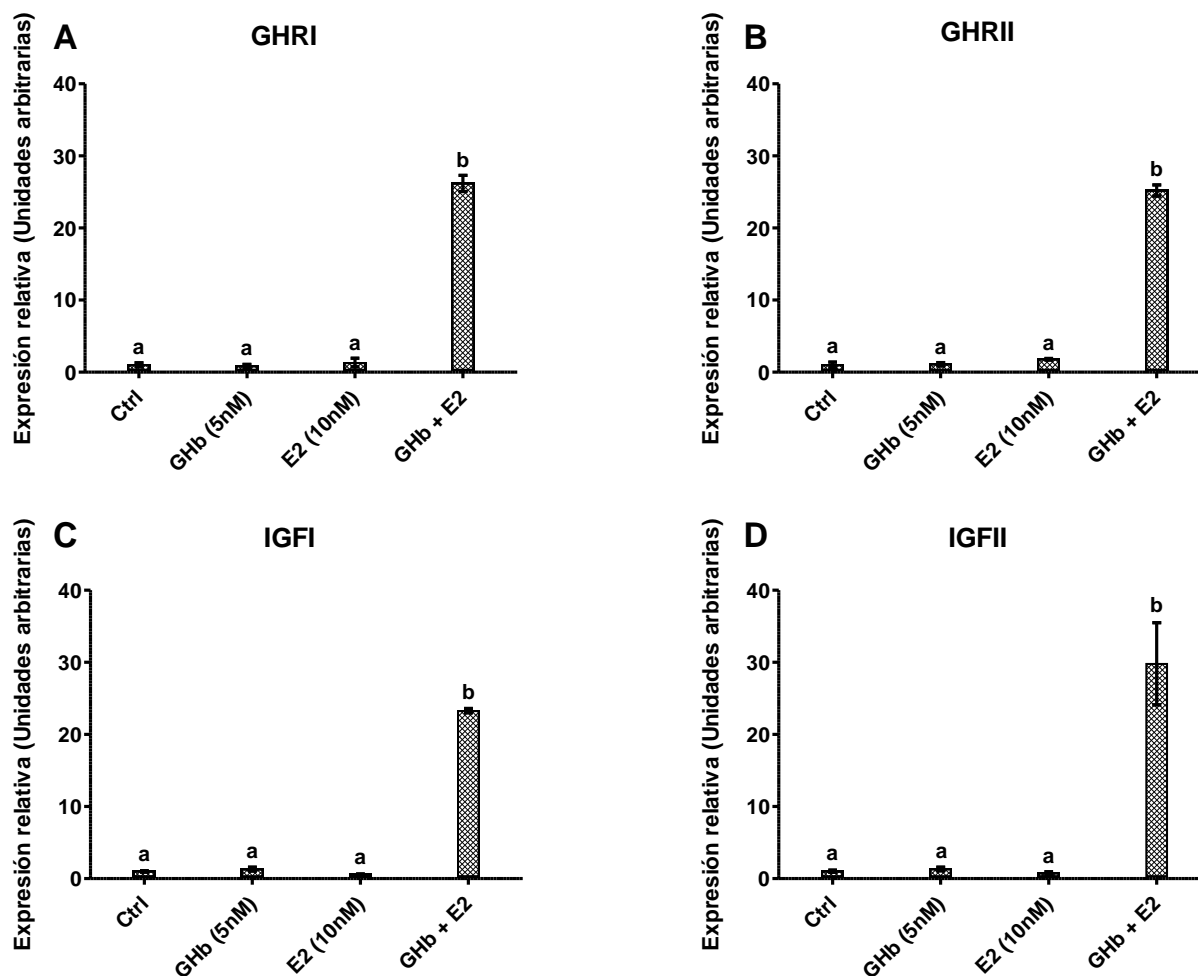 A
GHRI
Expresión relativa (Unidades arbitrarias)
40
30
20
10
0
a
a
a
b
Ctrl
GHb (5nM)
E2 (10nM)
GHb + E2
B
GHRII
Expresión relativa (Unidades arbitrarias)
40
30
20
10
0
a
a
a
b
Ctrl
GHb (5nM)
E2 (10nM)
GHb + E2
C
IGFI
Expresión relativa (Unidades arbitrarias)
40
30
20
10
0
a
a
a
b
Ctrl
GHb (5nM)
E2 (10nM)
GHb + E2
D
IGFII
Expresión relativa (Unidades arbitrarias)
40
30
20
10
0
a
a
a
b
Ctrl
GHb (5nM)
E2 (10nM)
GHb + E2